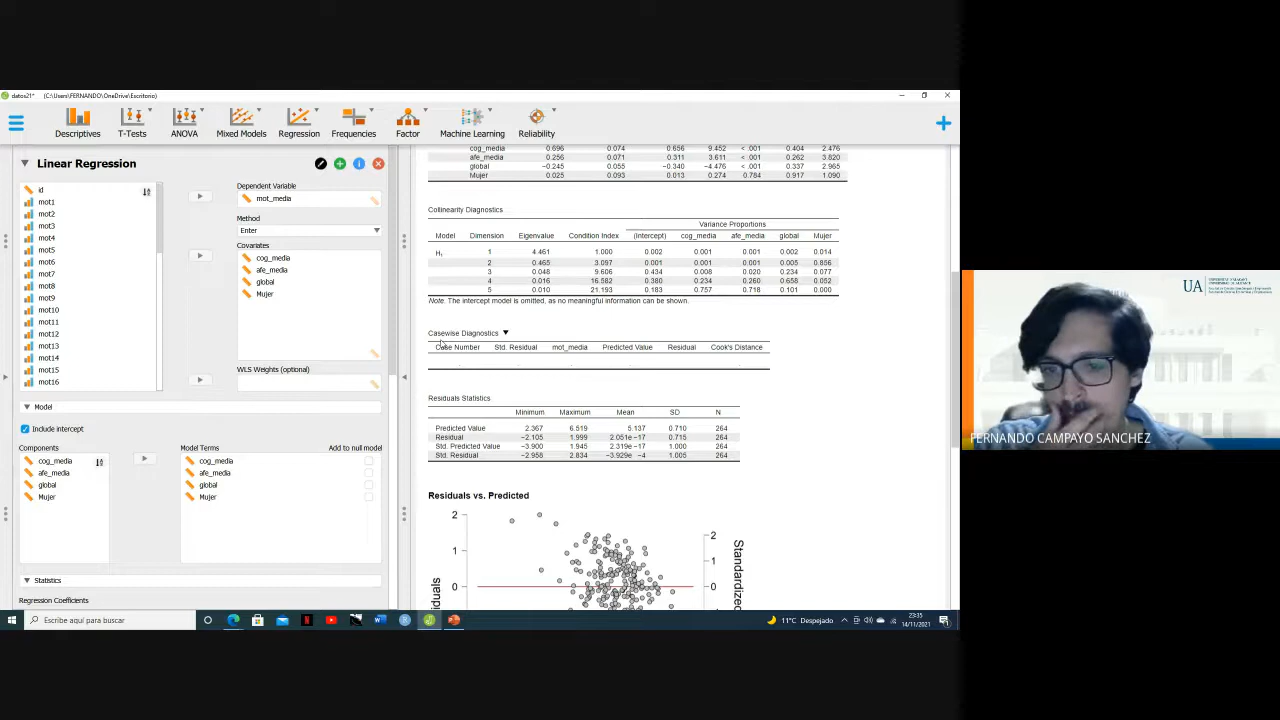 datos21* (C:\Users\FERNANDO\OneDrive\Escritorio)
Descriptives T-Tests ANOVA Mixed Models Regression Frequencies Factor Machine Learning Reliability
Linear Regression
id
mot1
mot2
mot3
mot4
mot5
mot6
mot7
mot8
mot9
mot10
mot11
mot12
mot13
mot14
mot15
mot16
Dependent Variable
mot_media
Method
Enter
Covariates
cog_media
afe_media
global
Mujer
WLS Weights (optional)
Model
Include intercept
Components
cog_media
afe_media
global
Mujer
Model Terms Add to null model
cog_media
afe_media
global
Mujer
Statistics
Regression Coefficients
cog_media 0.696 0.074 0.656 9.452 < .001 0.404 2.476
afe_media 0.256 0.071 0.311 3.611 < .001 0.262 3.820
global −0.245 0.055 −0.340 −4.476 < .001 0.337 2.965
Mujer 0.025 0.093 0.013 0.274 0.784 0.917 1.090
Collinearity Diagnostics
Variance Proportions
Model Dimension Eigenvalue Condition Index (Intercept) cog_media afe_media global Mujer
H₁ 1 4.461 1.000 0.002 0.001 0.001 0.002 0.014
2 0.465 3.097 0.001 0.001 0.001 0.005 0.856
3 0.048 9.606 0.434 0.008 0.020 0.234 0.077
4 0.016 16.582 0.380 0.234 0.260 0.658 0.052
5 0.010 21.193 0.183 0.757 0.718 0.101 0.000
Note. The intercept model is omitted, as no meaningful information can be shown.
Casewise Diagnostics ▼
Case Number Std. Residual mot_media Predicted Value Residual Cook's Distance
. . . . . .
Residuals Statistics
Minimum Maximum Mean SD N
Predicted Value 2.367 6.519 5.137 0.710 264
Residual −2.105 1.999 2.051e −17 0.715 264
Std. Predicted Value −3.900 1.945 2.319e −17 1.000 264
Std. Residual −2.958 2.834 −3.929e −4 1.005 264
Residuals vs. Predicted
2
1
0
2
1
0
Standardized
Escribe aquí para buscar
11°C Despejado
23:35
14/11/2021
UA
FERNANDO CAMPAYO SANCHEZ